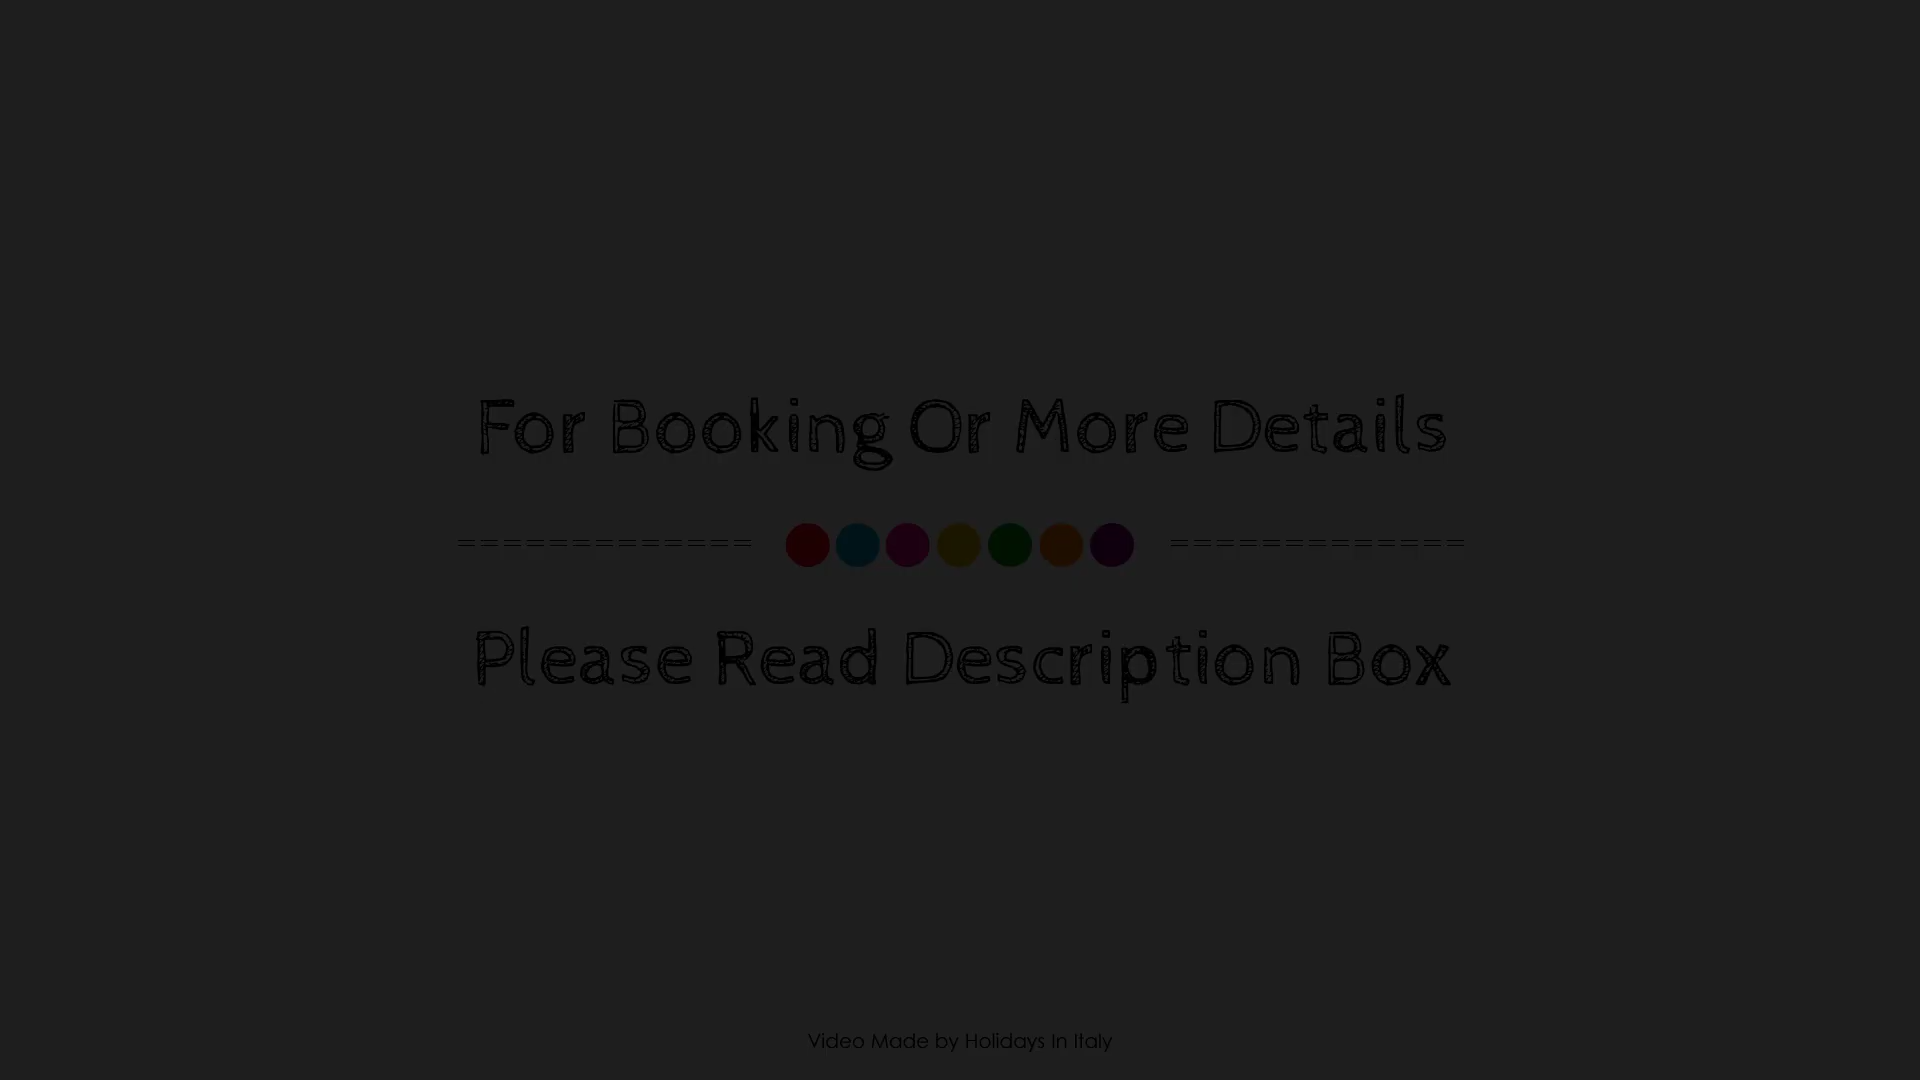 For Booking Or More Details
============= =============
Please Read Description Box
Video Made by Holidays In Italy